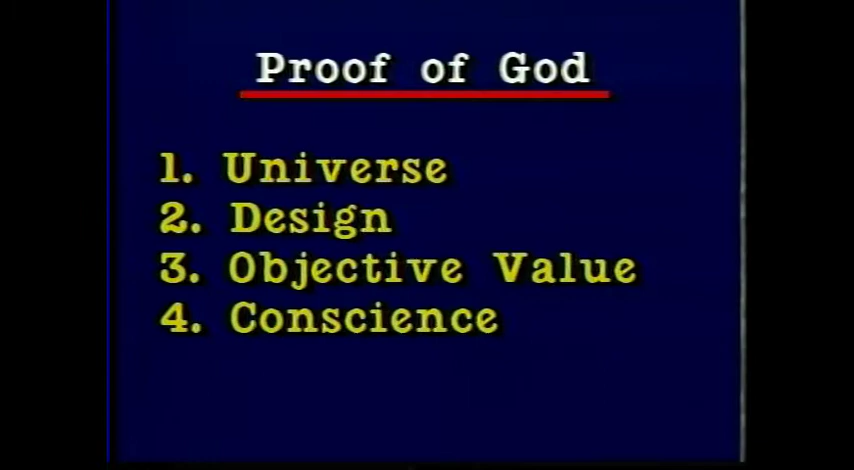 Proof of God
1. Universe
2. Design
3. Objective Value
4. Conscience